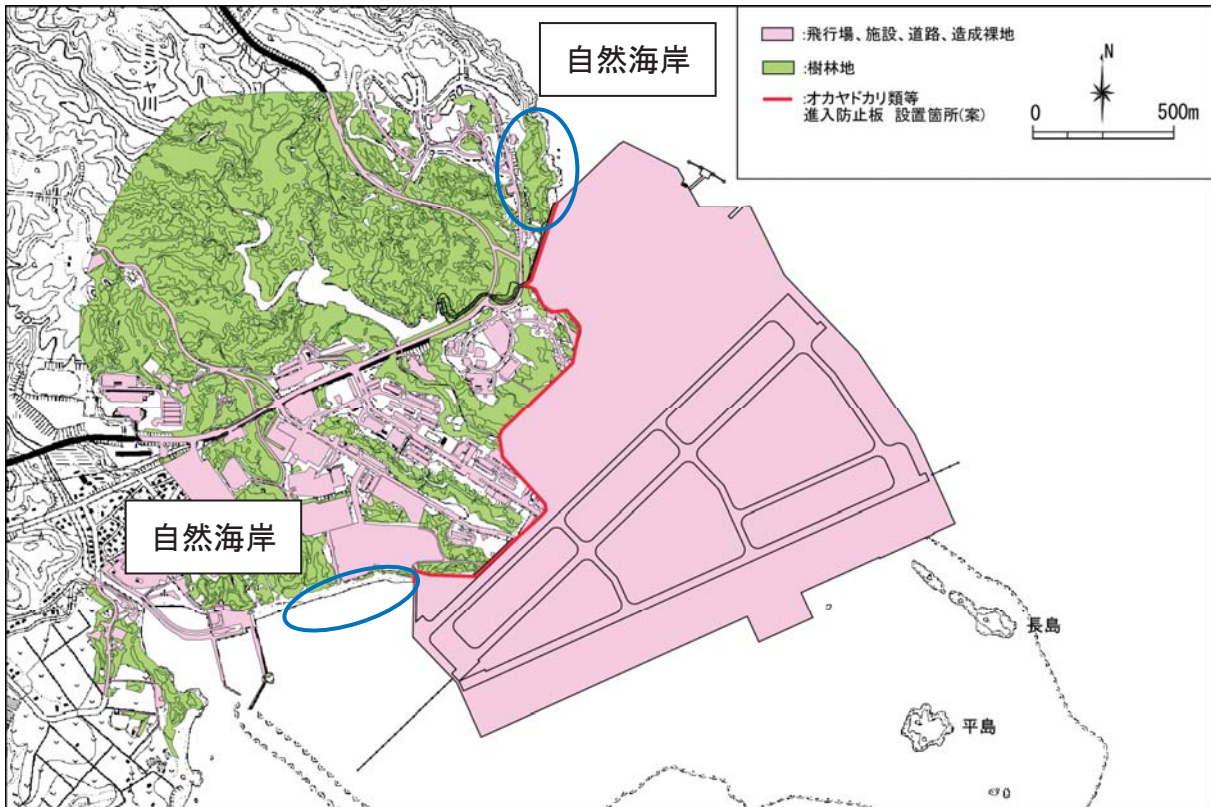 :飛行場、施設、道路、造成裸地
:樹林地
:オカヤドカリ類等
進入防止板 設置箇所(案)
N
0 500m
自然海岸
ミジャ川
自然海岸
長島
平島